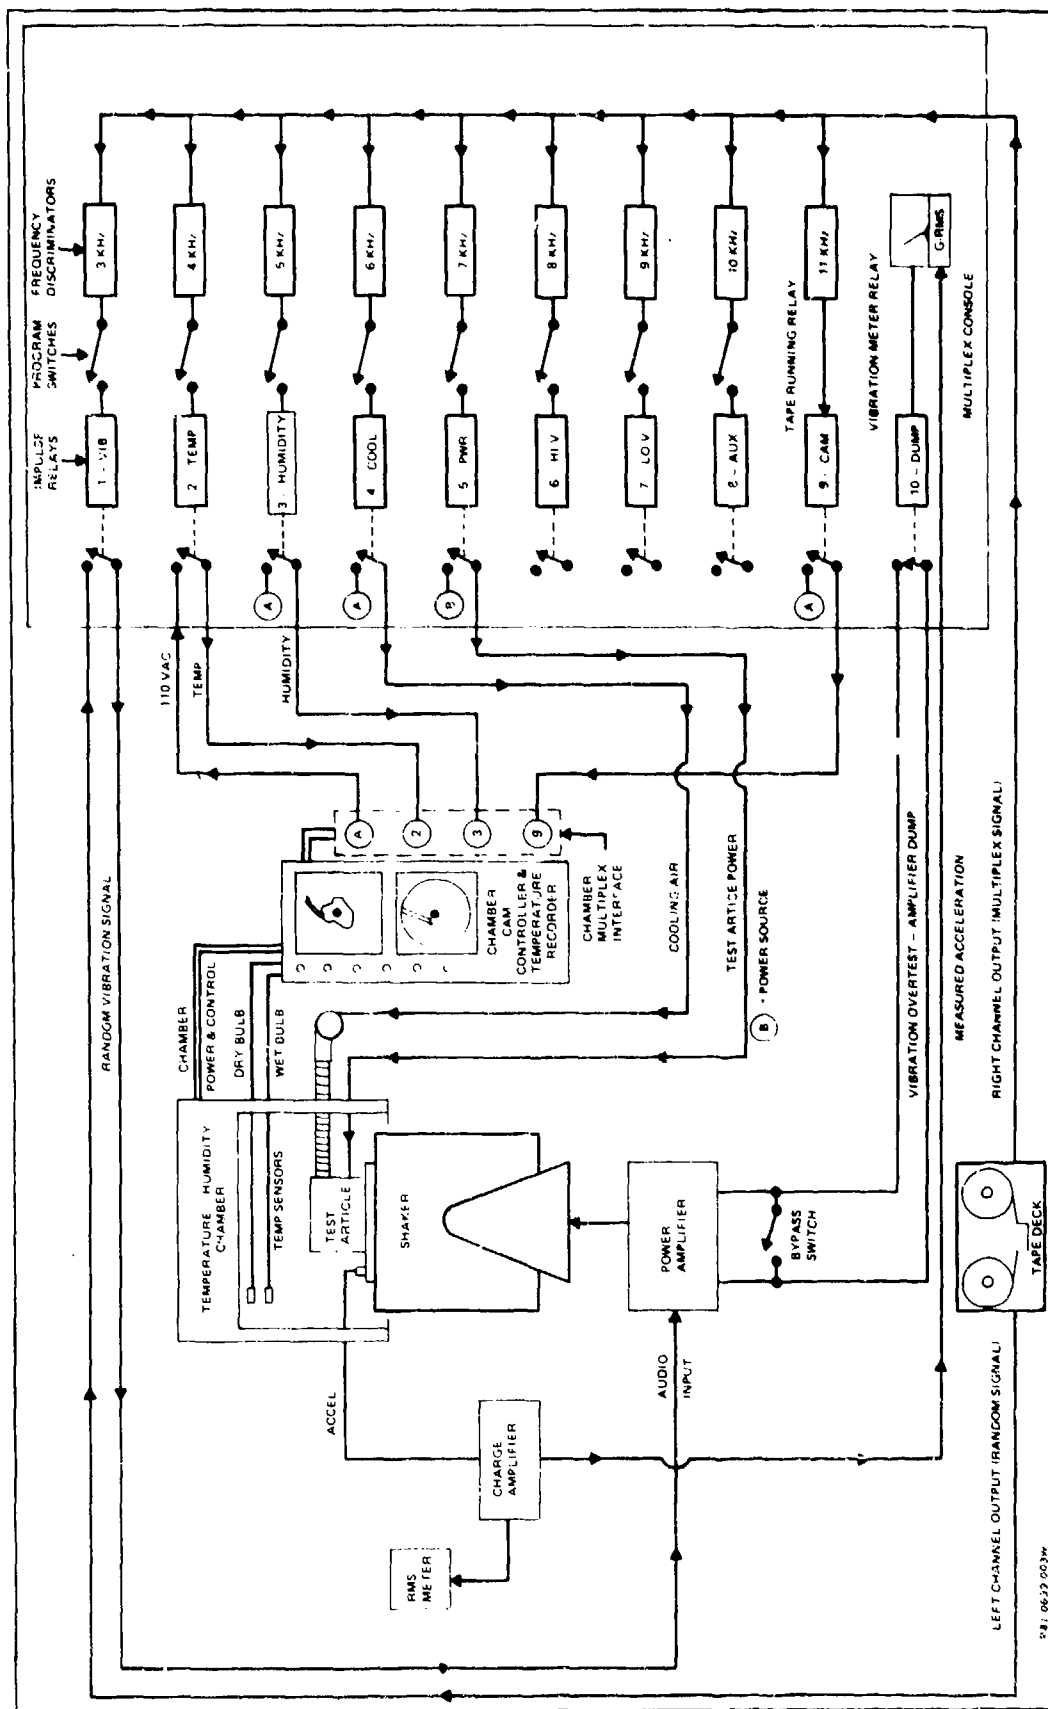 IMPULSE
RELAYS
PROGRAM
SWITCHES
FREQUENCY
DISCRIMINATORS
1 - VIB
3 KHz
2 - TEMP
4 KHz
3 - HUMIDITY
5 KHz
4 - COOL
6 KHz
5 - PWR
7 KHz
6 - HI V
8 KHz
7 - LO V
9 KHz
8 - AUX
10 KHz
TAPE RUNNING RELAY
9 - CAM
11 KHz
VIBRATION METER RELAY
10 - DUMP
G-RMS
MULTIPLEX CONSOLE
A
A
B
A
RANDOM VIBRATION SIGNAL
110 VAC
TEMP
HUMIDITY
A
2
3
9
CHAMBER
CAM
CONTROLLER &
TEMPERATURE
RECORDER
CHAMBER
MULTIPLEX
INTERFACE
COOLING AIR
TEST ARTICE POWER
B - POWER SOURCE
CHAMBER
POWER & CONTROL
DRY BULB
WET BULB
TEMPERATURE HUMIDITY
CHAMBER
TEMP SENSORS
TEST
ARTICLE
SHAKER
ACCEL
CHARGE
AMPLIFIER
RMS
METER
POWER
AMPLIFIER
AUDIO
INPUT
BYPASS
SWITCH
VIBRATION OVERTEST - AMPLIFIER DUMP
MEASURED ACCELERATION
LEFT CHANNEL OUTPUT (RANDOM SIGNAL)
TAPE DECK
RIGHT CHANNEL OUTPUT (MULTIPLEX SIGNAL)